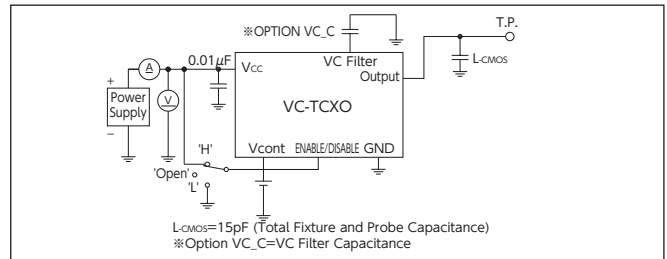 ※OPTION VC_C
T.P.
A
0.01μF
VCC
VC Filter
Output
L-CMOS
+
Power
Supply
−
V
VC-TCXO
'H'
Vcont
ENABLE/DISABLE
GND
'Open'
'L'
L-CMOS=15pF (Total Fixture and Probe Capacitance)
※Option VC_C=VC Filter Capacitance